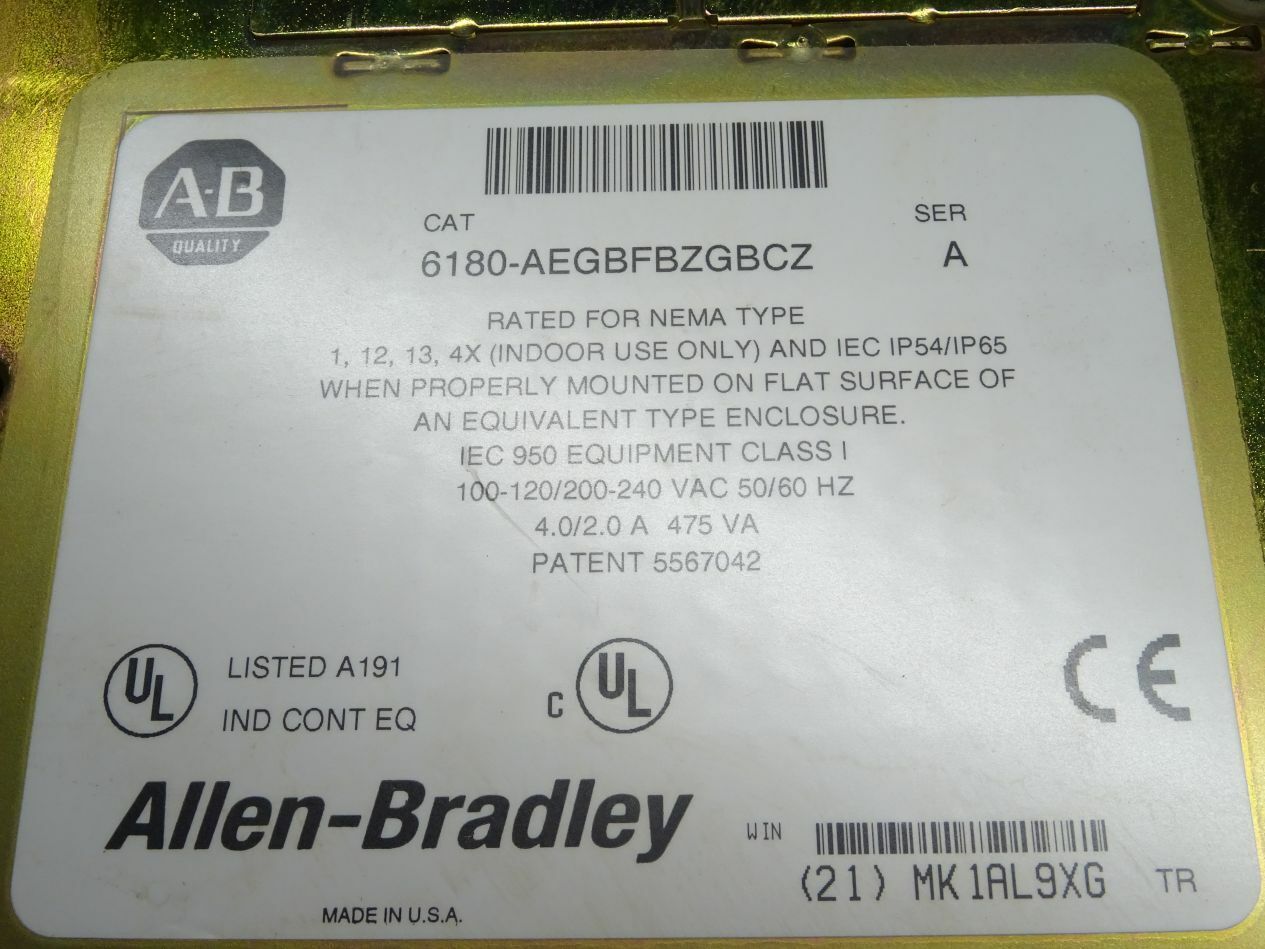 A-B
QUALITY
CAT
SER
6180-AEGBFBZGBCZ
A
RATED FOR NEMA TYPE
1, 12, 13, 4X (INDOOR USE ONLY) AND IEC IP54/IP65
WHEN PROPERLY MOUNTED ON FLAT SURFACE OF
AN EQUIVALENT TYPE ENCLOSURE.
IEC 950 EQUIPMENT CLASS I
100-120/200-240 VAC 50/60 HZ
4.0/2.0 A 475 VA
PATENT 5567042
UL
LISTED A191
IND CONT EQ
C UL
CE
Allen-Bradley
WIN
(21) MK1AL9XG TR
MADE IN U.S.A.